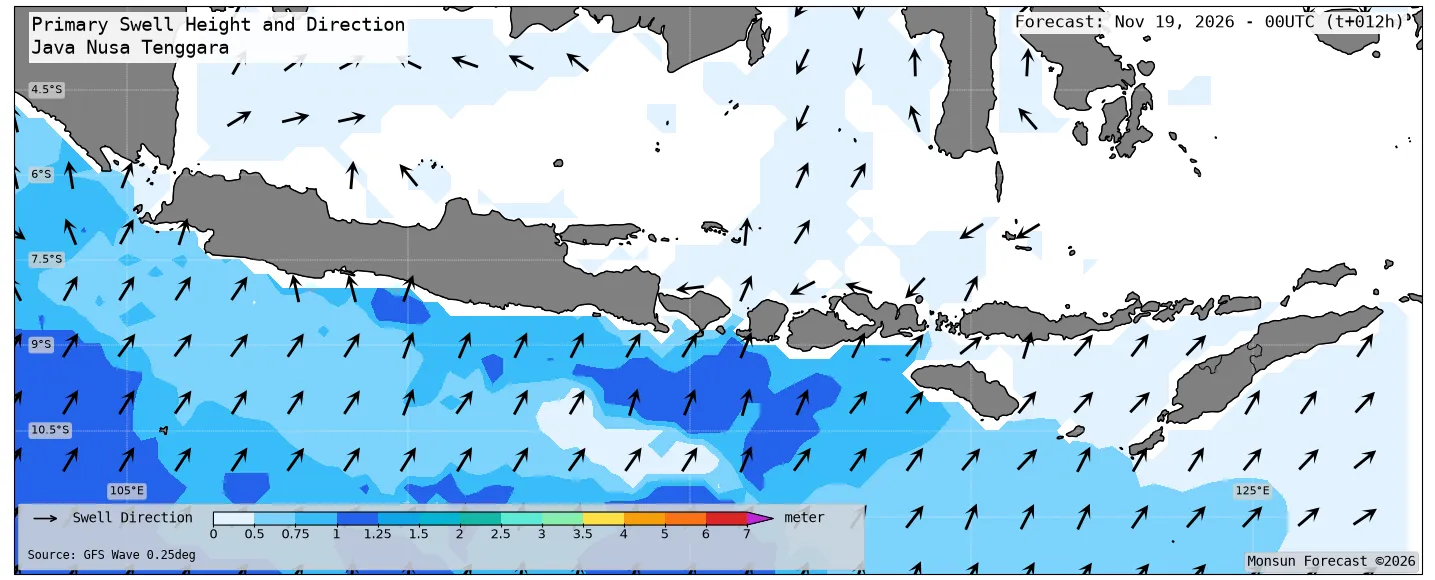 Primary Swell Height and Direction
Java Nusa Tenggara
Forecast: Nov 19, 2026 - 00UTC (t+012h)
4.5°S
6°S
7.5°S
9°S
10.5°S
105°E
125°E
Swell Direction
0 0.5 0.75 1 1.25 1.5 2 2.5 3 3.5 4 5 6 7
meter
Source: GFS Wave 0.25deg
Monsun Forecast ©2026